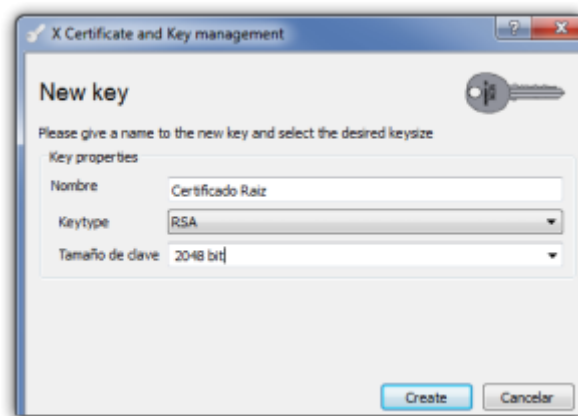 X Certificate and Key management
New key
Please give a name to the new key and select the desired keysize
Key properties
Nombre Certificado Raiz
Keytype RSA
Tamaño de clave 2048 bit
Create Cancelar